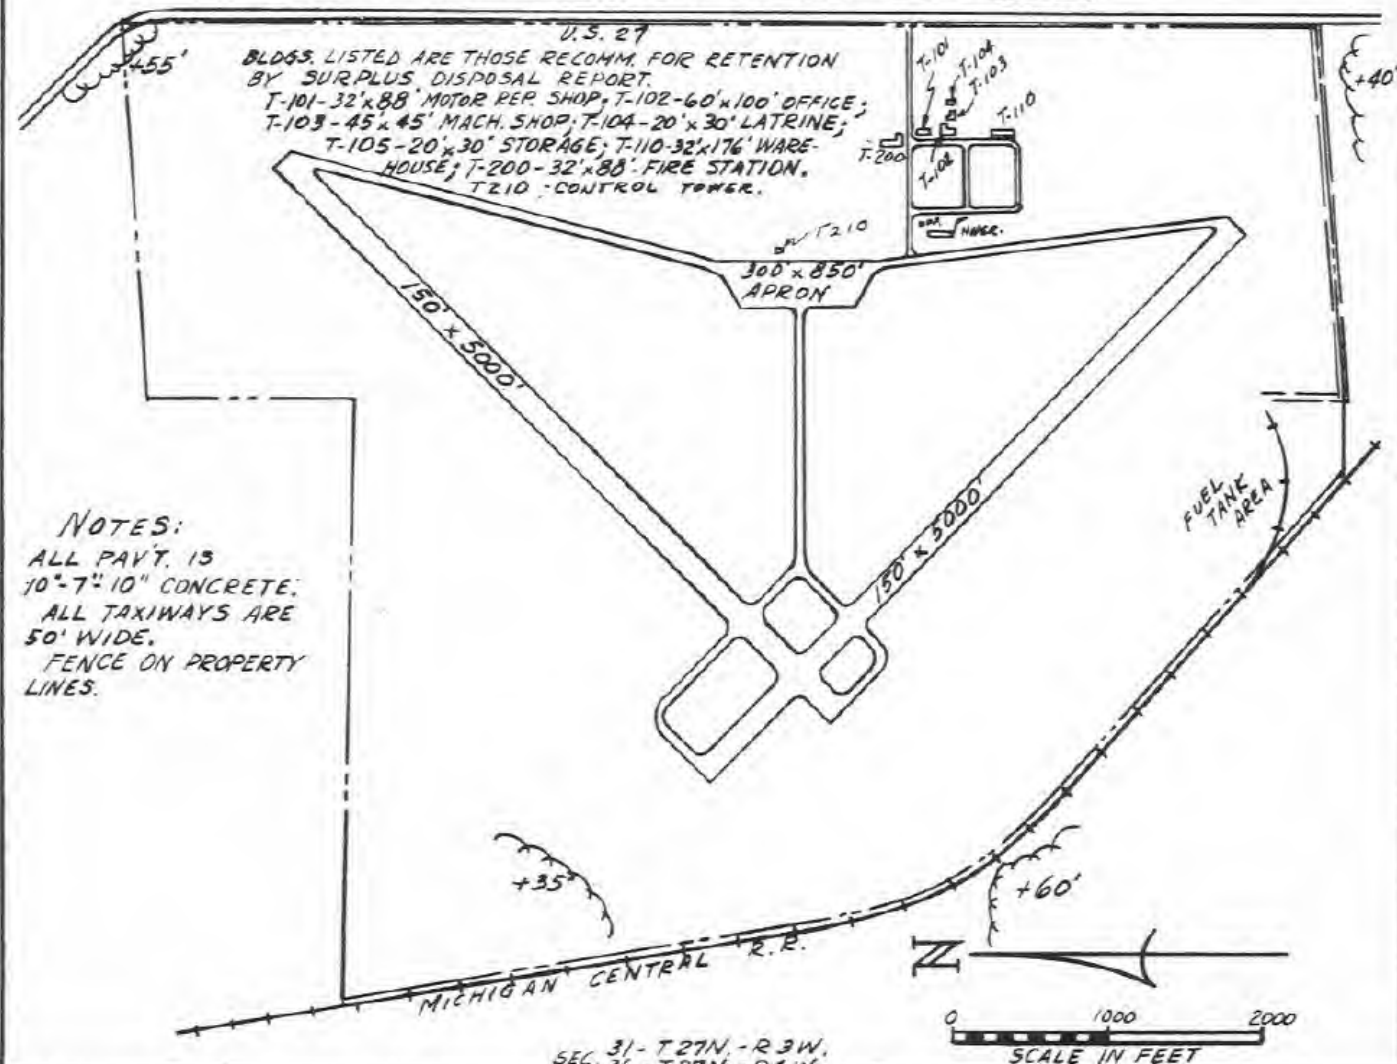 U.S. 27
+55'
BLDGS. LISTED ARE THOSE RECOMM. FOR RETENTION
BY SURPLUS DISPOSAL REPORT.
T-101-32'x88' MOTOR REP. SHOP; T-102-60'x100' OFFICE;
T-103-45'x45' MACH. SHOP; T-104-20'x30' LATRINE;
T-105-20'x30' STORAGE; T-110-32'x176' WARE-
HOUSE; T-200-32'x88' FIRE STATION.
T210 - CONTROL TOWER.
T-101
T-104
T-103
T-110
+40'
T-200
T-102
T210
HNGR.
300' x 850'
APRON
150' x 5000'
150' x 5000'
FUEL
TANK
AREA
NOTES:
ALL PAV'T. IS
10"-7"-10" CONCRETE.
ALL TAXIWAYS ARE
50' WIDE.
FENCE ON PROPERTY
LINES.
+35'
+60'
MICHIGAN CENTRAL R.R.
N
0 1000 2000
SCALE IN FEET
31 - T27N - R3W.